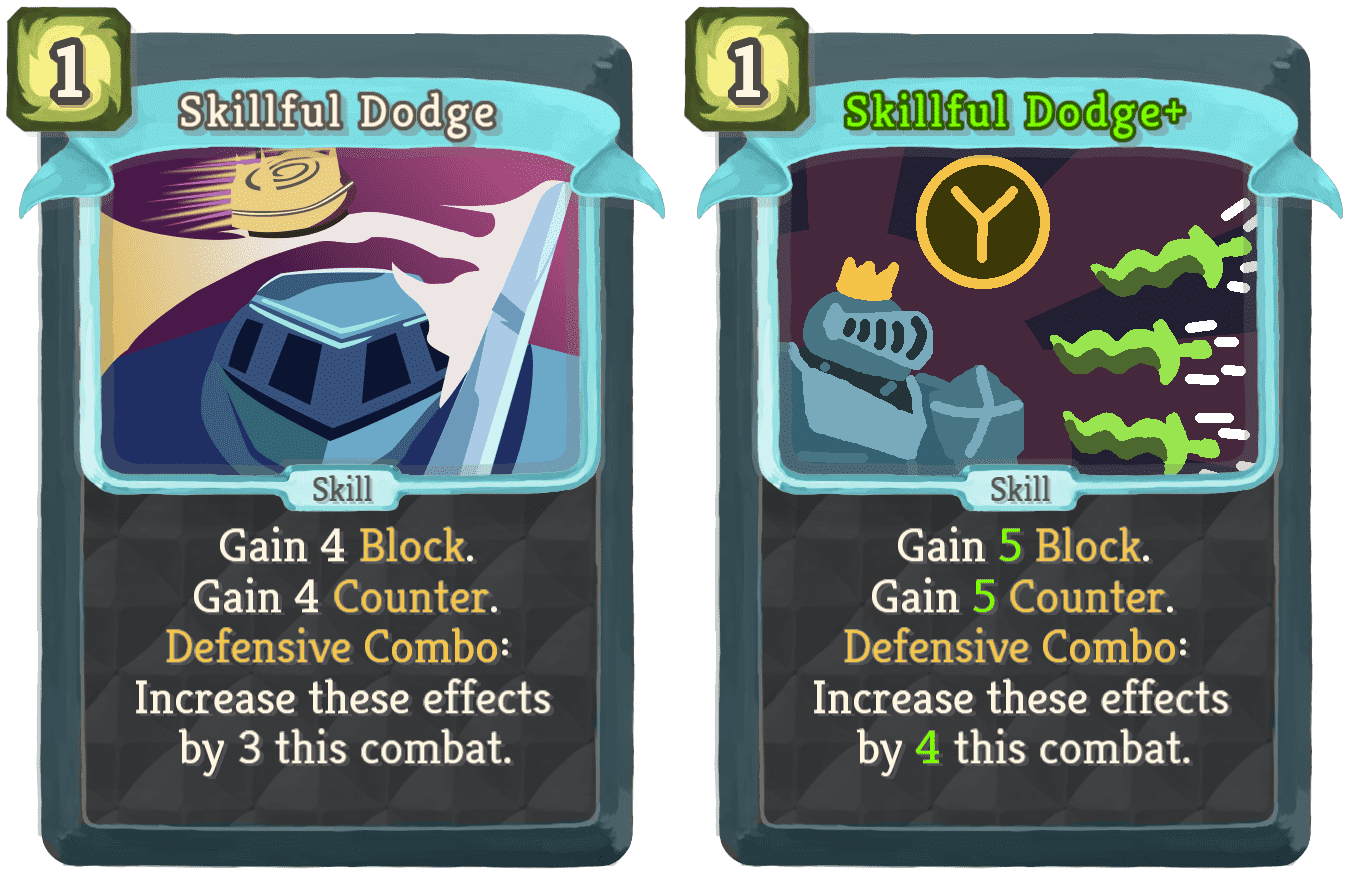 1
Skillful Dodge
Skill
Gain 4 Block.
Gain 4 Counter.
Defensive Combo:
Increase these effects
by 3 this combat.
1
Skillful Dodge+
Y
Skill
Gain 5 Block.
Gain 5 Counter.
Defensive Combo:
Increase these effects
by 4 this combat.